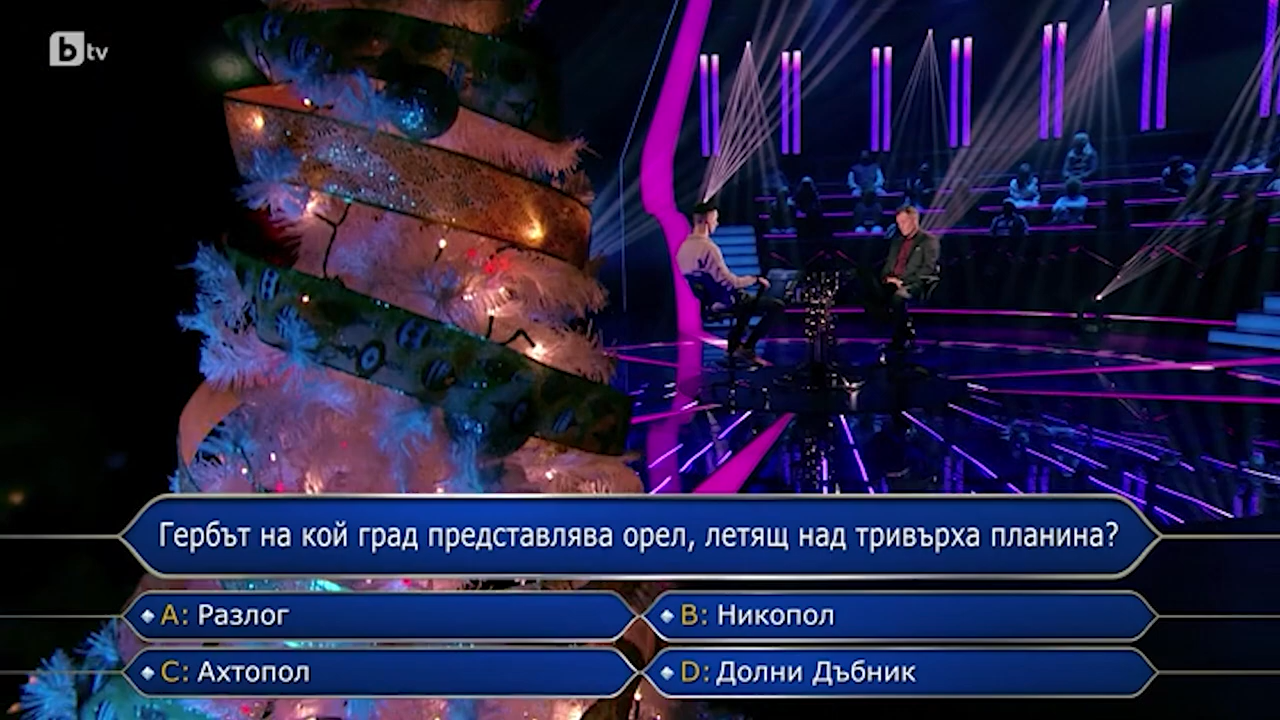 btv
Гербът на кой град представлява орел, летящ над тривърха планина?
A: Разлог
B: Никопол
C: Ахтопол
D: Долни Дъбник